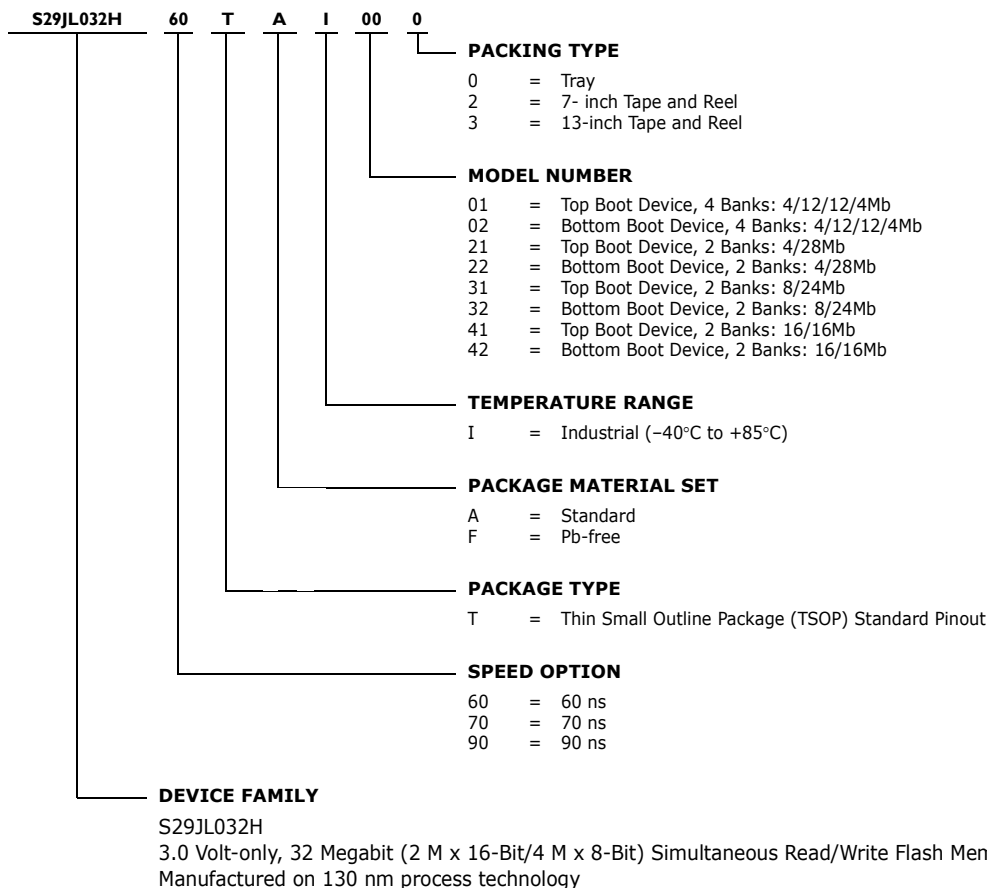 S29JL032H 60 T A I 00 0
PACKING TYPE
0 = Tray
2 = 7- inch Tape and Reel
3 = 13-inch Tape and Reel
MODEL NUMBER
01 = Top Boot Device, 4 Banks: 4/12/12/4Mb
02 = Bottom Boot Device, 4 Banks: 4/12/12/4Mb
21 = Top Boot Device, 2 Banks: 4/28Mb
22 = Bottom Boot Device, 2 Banks: 4/28Mb
31 = Top Boot Device, 2 Banks: 8/24Mb
32 = Bottom Boot Device, 2 Banks: 8/24Mb
41 = Top Boot Device, 2 Banks: 16/16Mb
42 = Bottom Boot Device, 2 Banks: 16/16Mb
TEMPERATURE RANGE
I = Industrial (–40°C to +85°C)
PACKAGE MATERIAL SET
A = Standard
F = Pb-free
PACKAGE TYPE
T = Thin Small Outline Package (TSOP) Standard Pinout
SPEED OPTION
60 = 60 ns
70 = 70 ns
90 = 90 ns
DEVICE FAMILY
S29JL032H
3.0 Volt-only, 32 Megabit (2 M x 16-Bit/4 M x 8-Bit) Simultaneous Read/Write Flash
Manufactured on 130 nm process technology